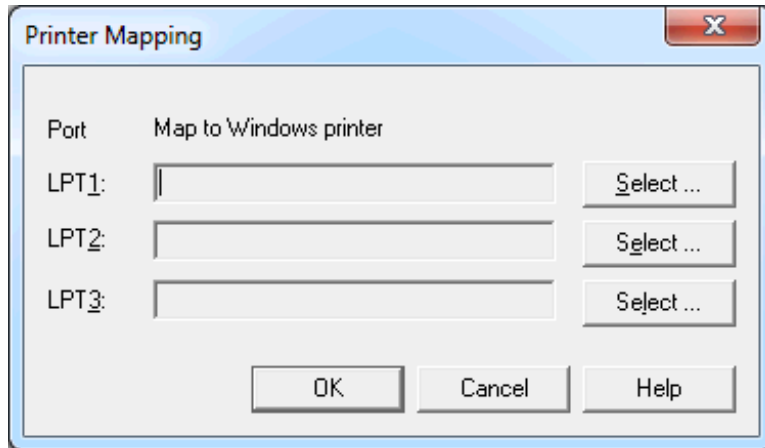 Printer Mapping
Port Map to Windows printer
LPT1: Select ...
LPT2: Select ...
LPT3: Select ...
OK Cancel Help